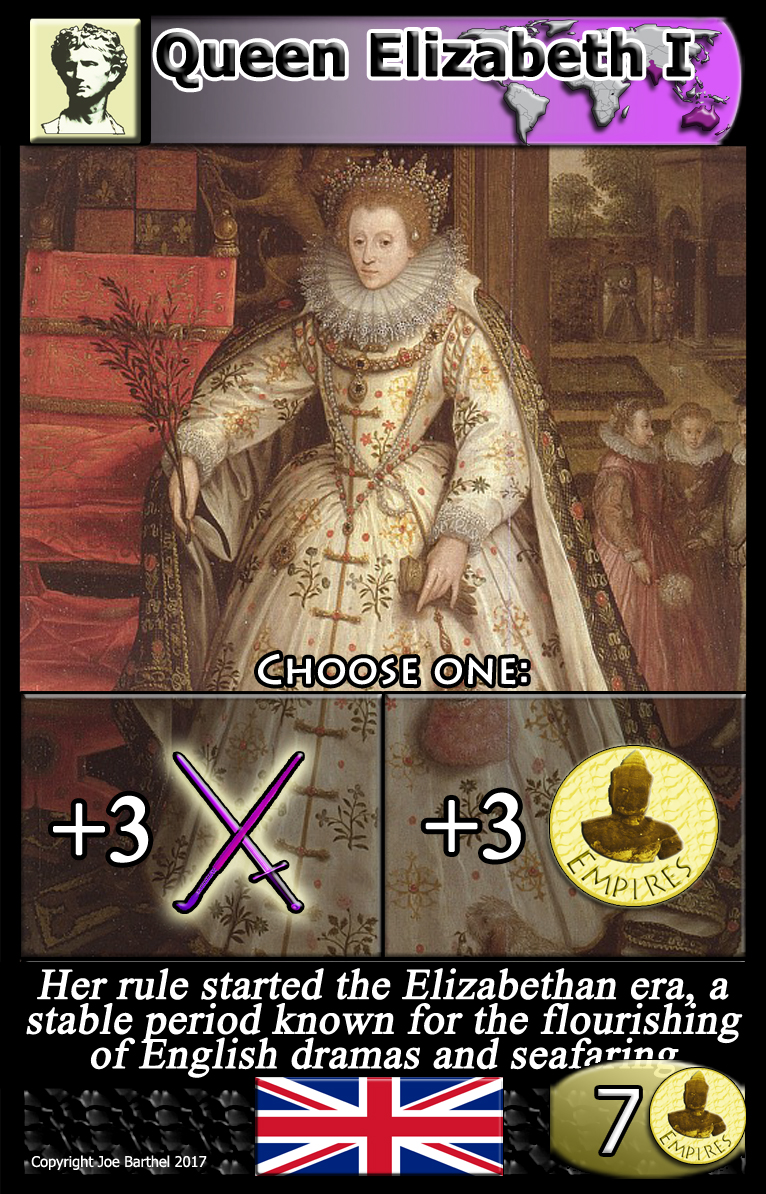 Queen Elizabeth I
CHOOSE ONE:
+3
+3
EMPIRES
Her rule started the Elizabethan era, a
stable period known for the flourishing
of English dramas and seafaring
Copyright Joe Barthel 2017
7
EMPIRES